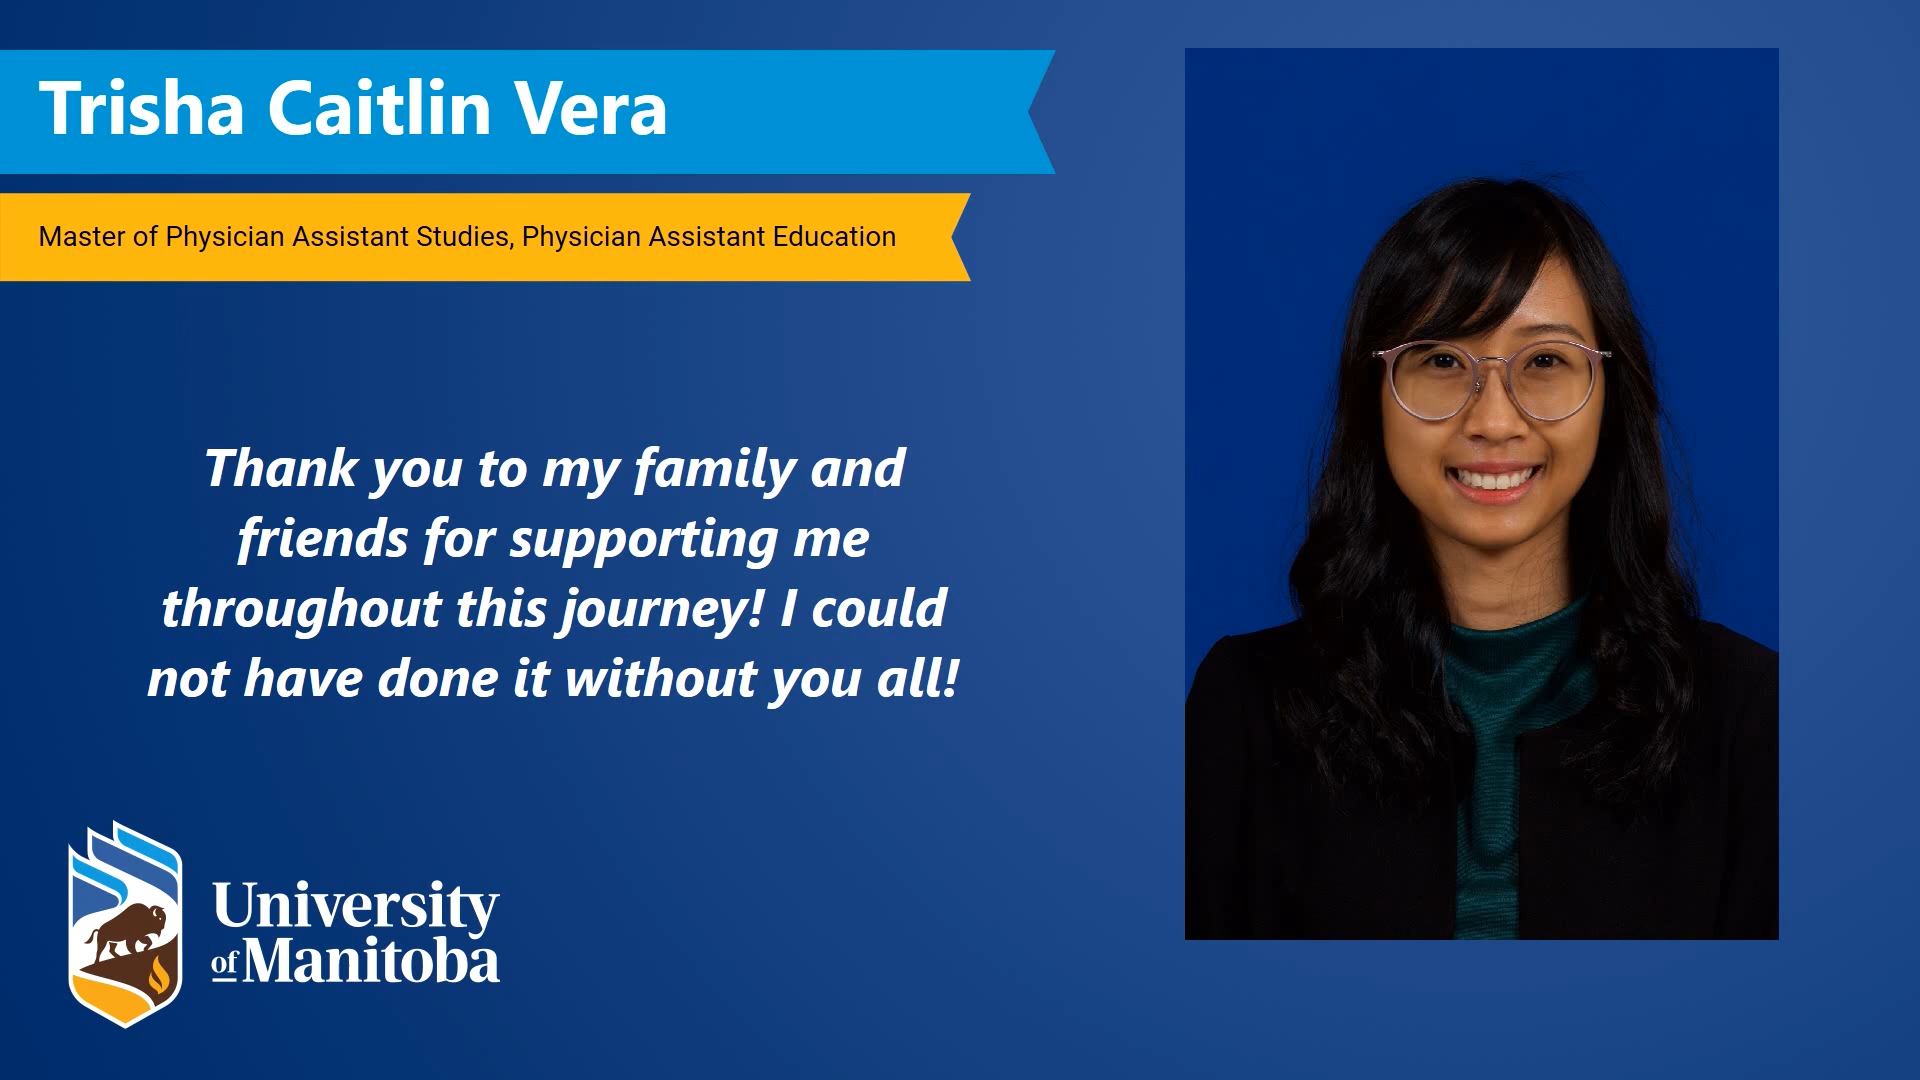 Trisha Caitlin Vera
Master of Physician Assistant Studies, Physician Assistant Education
Thank you to my family and
friends for supporting me
throughout this journey! I could
not have done it without you all!
University
of Manitoba